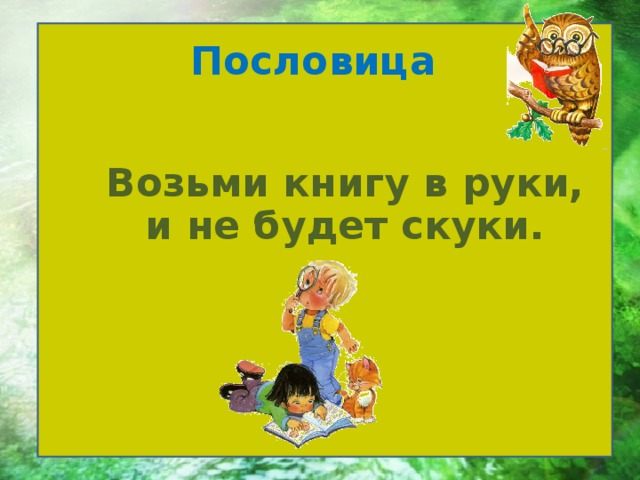 Пословица
Возьми книгу в руки,
и не будет скуки.